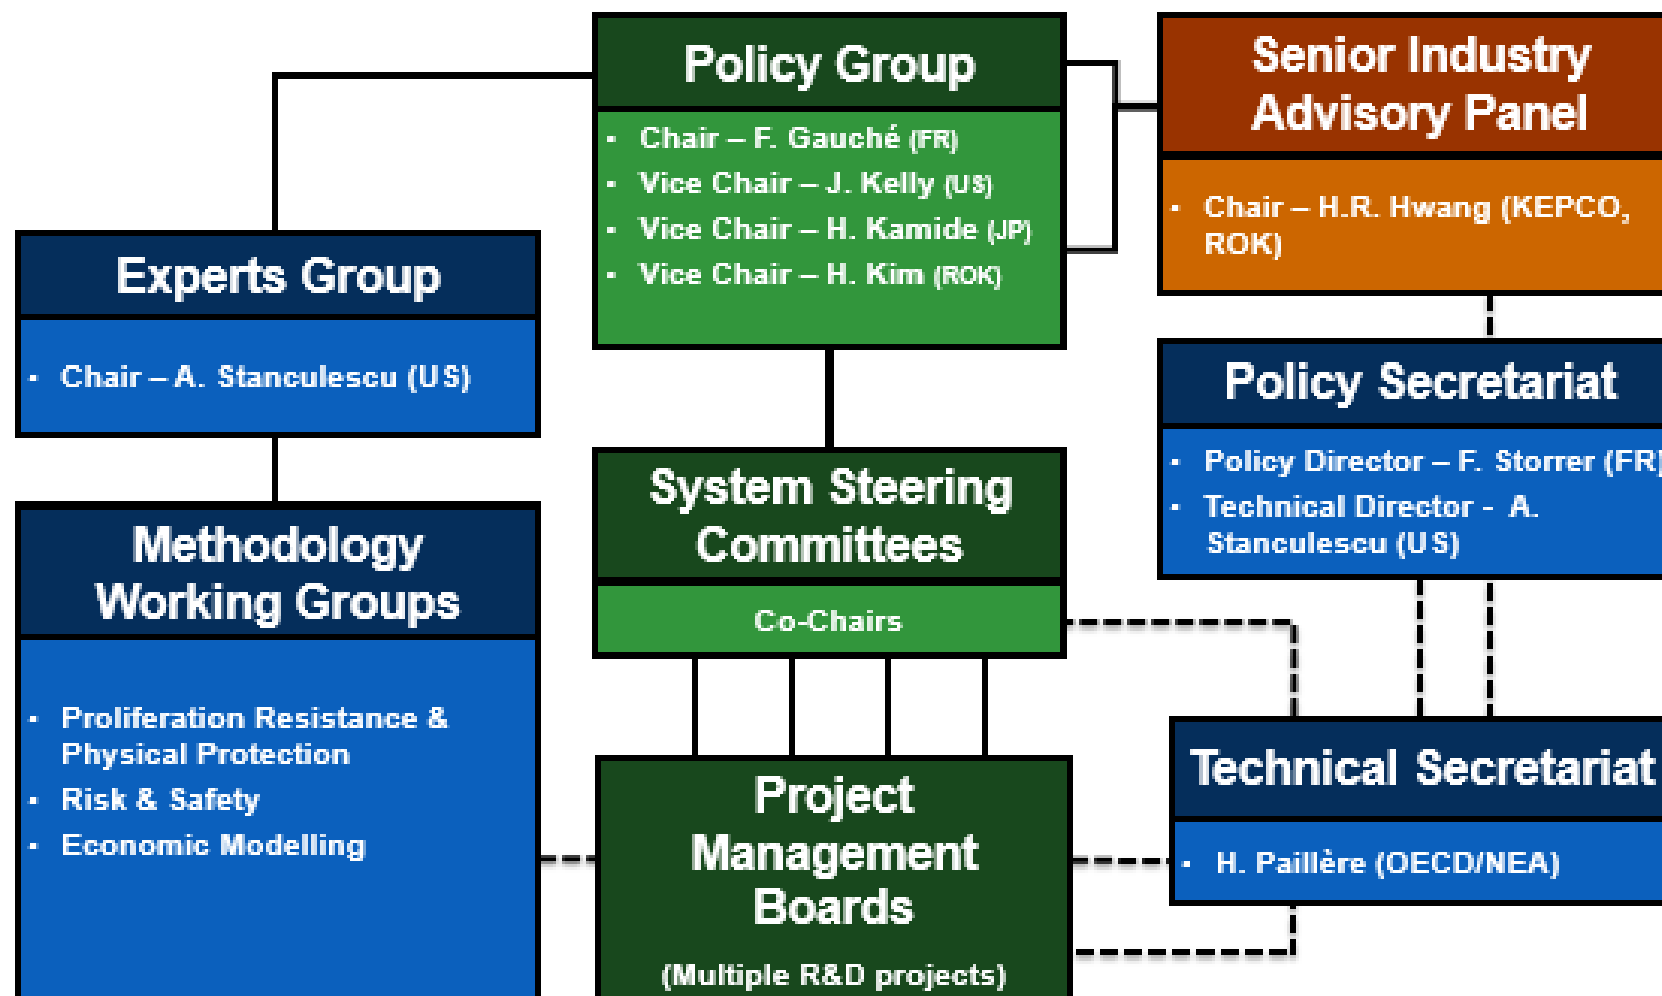 Policy Group
Chair – F. Gauché (FR)
Vice Chair – J. Kelly (US)
Vice Chair – H. Kamide (JP)
Vice Chair – H. Kim (ROK)
Senior Industry
Advisory Panel
Chair – H.R. Hwang (KEPCO,
ROK)
Experts Group
Chair – A. Stanculescu (US)
Policy Secretariat
Policy Director – F. Storrer (FR)
Technical Director - A.
Stanculescu (US)
System Steering
Committees
Co-Chairs
Methodology
Working Groups
Proliferation Resistance &
Physical Protection
Risk & Safety
Economic Modelling
Project
Management
Boards
(Multiple R&D projects)
Technical Secretariat
H. Paillère (OECD/NEA)